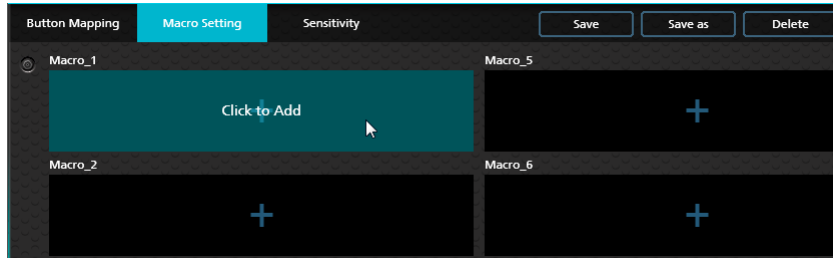 Button Mapping Macro Setting Sensitivity Save Save as Delete
Macro_1 Macro_5
Click to Add
Macro_2 Macro_6